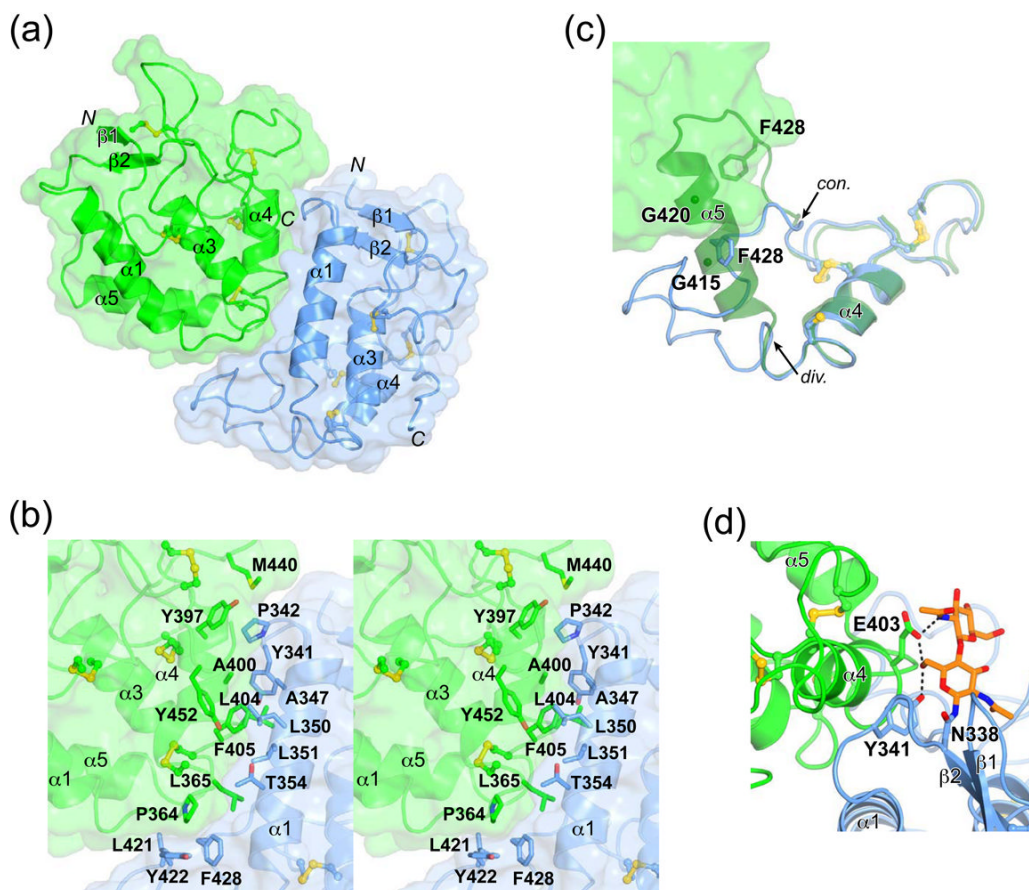 (a)
N
β1
β2
α4
C
α3
α1
α5
N
β1
β2
α1
α3
α4
C
(c)
F428
con.
G420
α5
F428
G415
α4
div.
(b)
M440
Y397
P342
α4
Y341
A400
α3
L404
A347
Y452
L350
F405
L351
α5
α1
L365
T354
P364
α1
L421
Y422
F428
M440
Y397
P342
α4
Y341
A400
α3
L404
A347
Y452
L350
F405
L351
α5
α1
L365
T354
P364
α1
L421
Y422
F428
(d)
α5
E403
α4
Y341
N338
β1
β2
α1